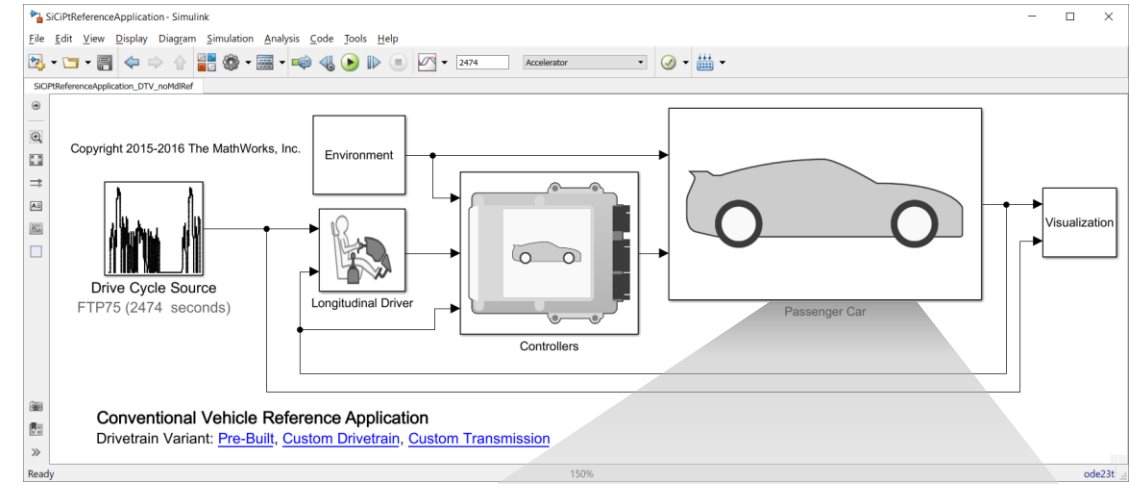 SiCiPtReferenceApplication - Simulink
File Edit View Display Diagram Simulation Analysis Code Tools Help
2474 Accelerator
SiCiPtReferenceApplication_DTV_noMdlRef
Copyright 2015-2016 The MathWorks, Inc.
Environment
Visualization
Drive Cycle Source
FTP75 (2474 seconds)
Longitudinal Driver
Passenger Car
Controllers
Conventional Vehicle Reference Application
Drivetrain Variant: Pre-Built, Custom Drivetrain, Custom Transmission
Ready 150% ode23t